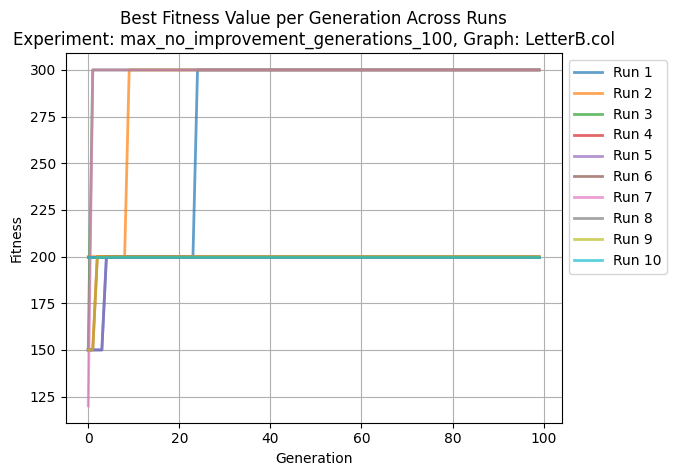 Best Fitness Value per Generation Across Runs
Experiment: max_no_improvement_generations_100, Graph: LetterB.col
300
275
250
225
200
175
150
125
Fitness
0
20
40
60
80
100
Generation
Run 1
Run 2
Run 3
Run 4
Run 5
Run 6
Run 7
Run 8
Run 9
Run 10